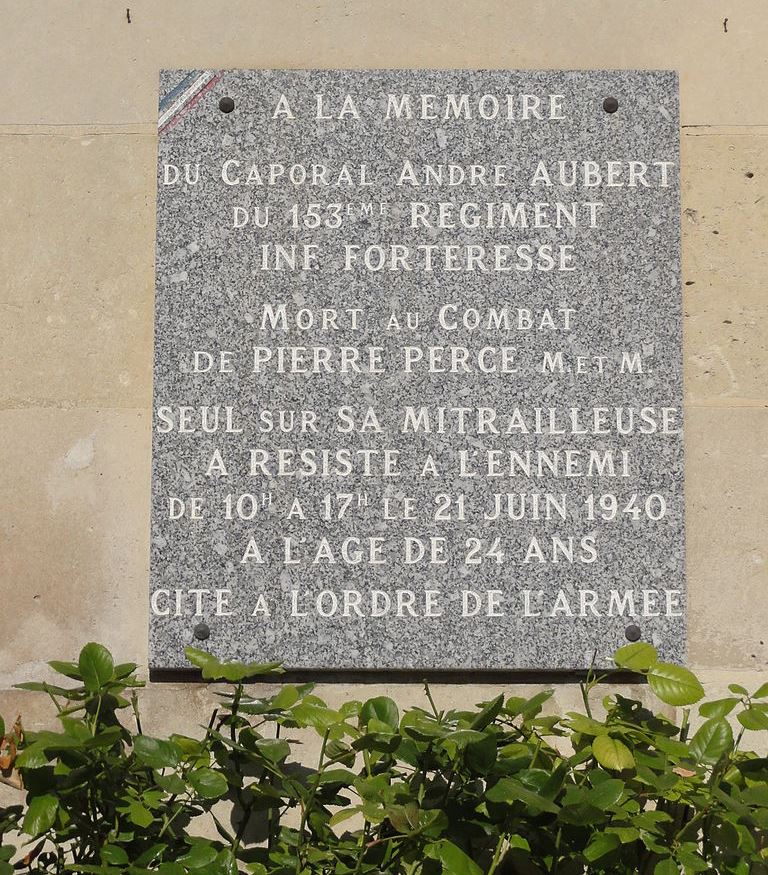 A LA MEMOIRE
DU CAPORAL ANDRE AUBERT
DU 153EME REGIMENT
INF. FORTERESSE
MORT AU COMBAT
DE PIERRE PERCE M. ET M.
SEUL SUR SA MITRAILLEUSE
A RESISTE A L'ENNEMI
DE 10H A 17H LE 21 JUIN 1940
A L'AGE DE 24 ANS
CITE A L'ORDRE DE L'ARMEE